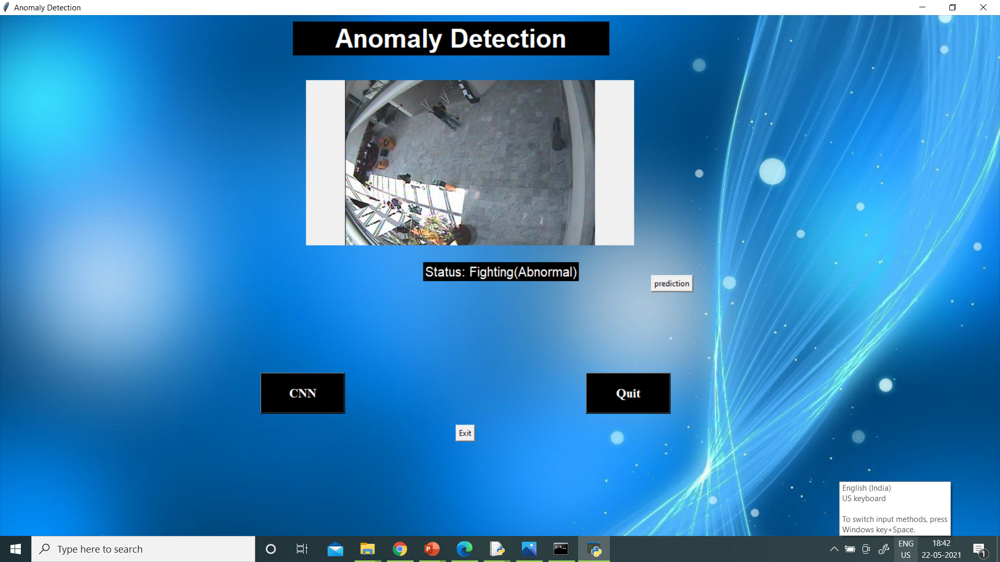 Anomaly Detection
Anomaly Detection
Status: Fighting(Abnormal)
prediction
CNN
Quit
Exit
English (India)
US keyboard
To switch input methods, press
Windows key+Space.
Type here to search
ENG
US
18:42
22-05-2021
1